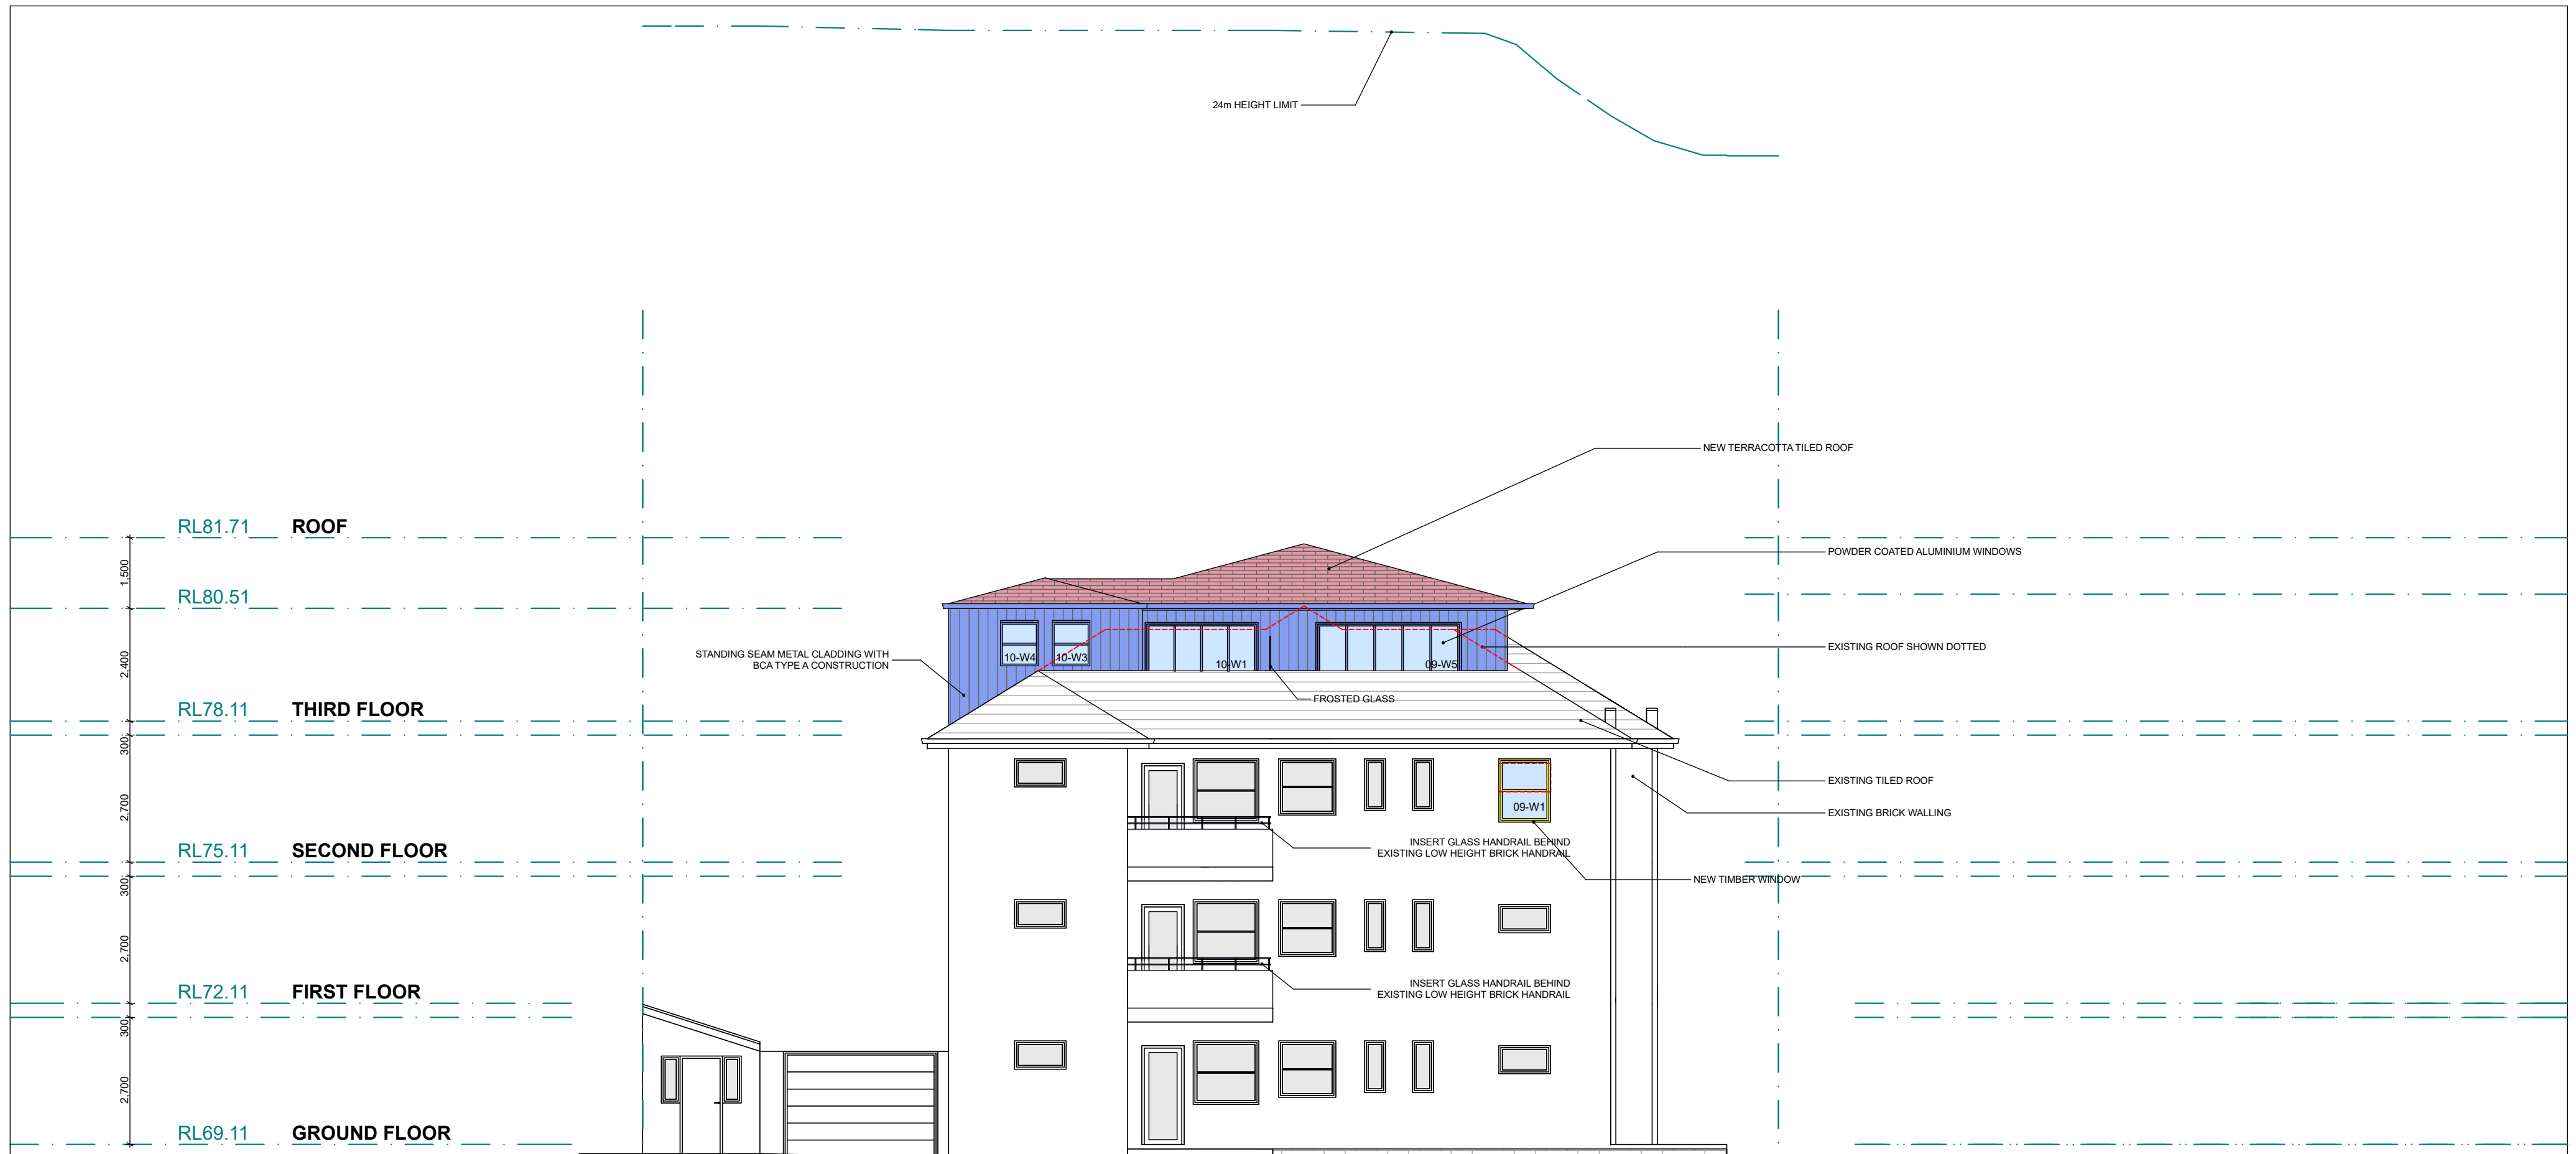 24m HEIGHT LIMIT
NEW TERRACOTTA TILED ROOF
RL81.71 ROOF
1,500
POWDER COATED ALUMINIUM WINDOWS
RL80.51
2,400
STANDING SEAM METAL CLADDING WITH
BCA TYPE A CONSTRUCTION
10-W4
10-W3
10-W1
09-W5
EXISTING ROOF SHOWN DOTTED
FROSTED GLASS
RL78.11 THIRD FLOOR
300
EXISTING TILED ROOF
2,700
09-W1
EXISTING BRICK WALLING
INSERT GLASS HANDRAIL BEHIND
EXISTING LOW HEIGHT BRICK HANDRAIL
RL75.11 SECOND FLOOR
300
NEW TIMBER WINDOW
2,700
INSERT GLASS HANDRAIL BEHIND
EXISTING LOW HEIGHT BRICK HANDRAIL
RL72.11 FIRST FLOOR
300
2,700
RL69.11 GROUND FLOOR